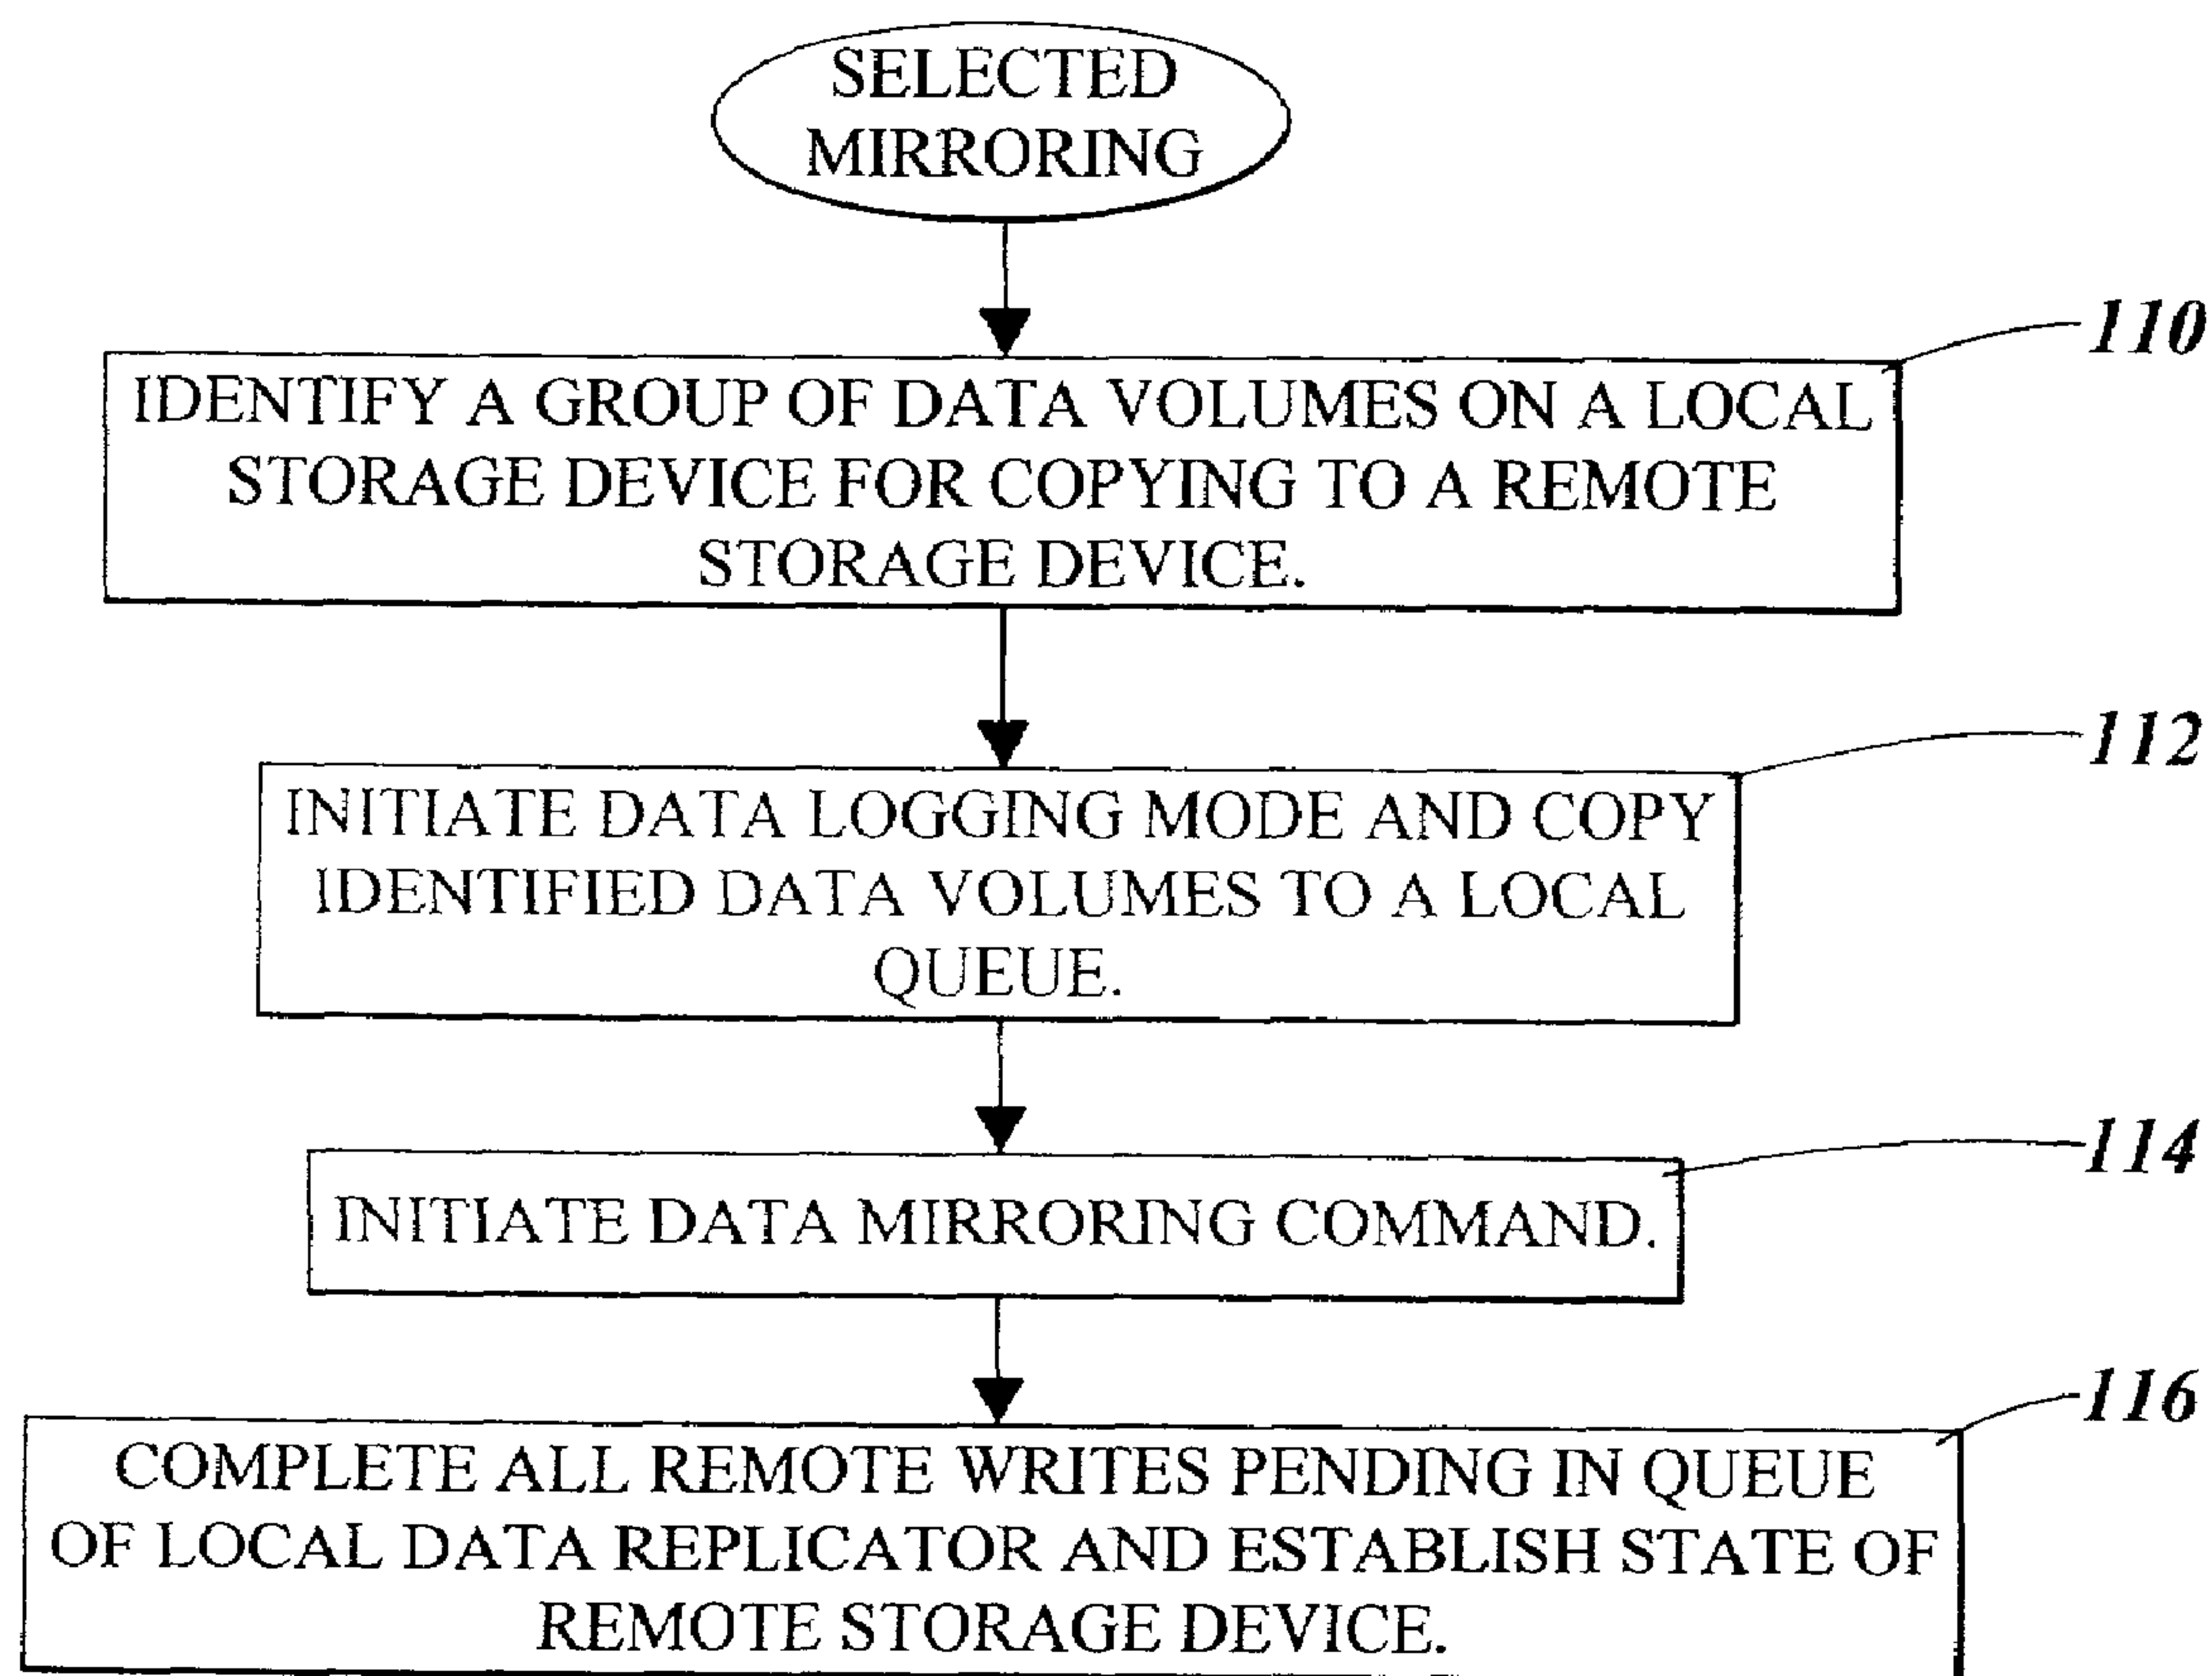 SELECTED
MIRRORING
110
IDENTIFY A GROUP OF DATA VOLUMES ON A LOCAL
STORAGE DEVICE FOR COPYING TO A REMOTE
STORAGE DEVICE.
112
INITIATE DATA LOGGING MODE AND COPY
IDENTIFIED DATA VOLUMES TO A LOCAL
QUEUE.
114
INITIATE DATA MIRRORING COMMAND.
116
COMPLETE ALL REMOTE WRITES PENDING IN QUEUE
OF LOCAL DATA REPLICATOR AND ESTABLISH STATE OF
REMOTE STORAGE DEVICE.